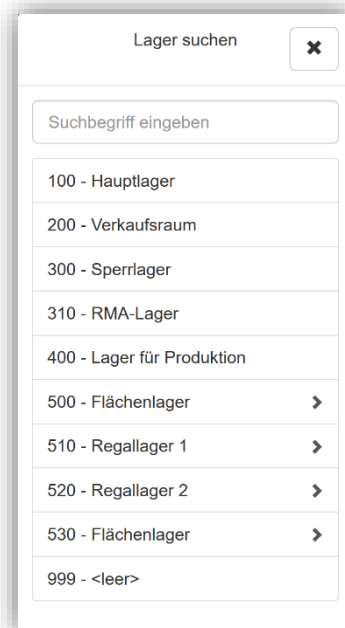 Lager suchen
Suchbegriff eingeben
100 - Hauptlager
200 - Verkaufsraum
300 - Sperrlager
310 - RMA-Lager
400 - Lager für Produktion
500 - Flächenlager
510 - Regallager 1
520 - Regallager 2
530 - Flächenlager
999 - <leer>